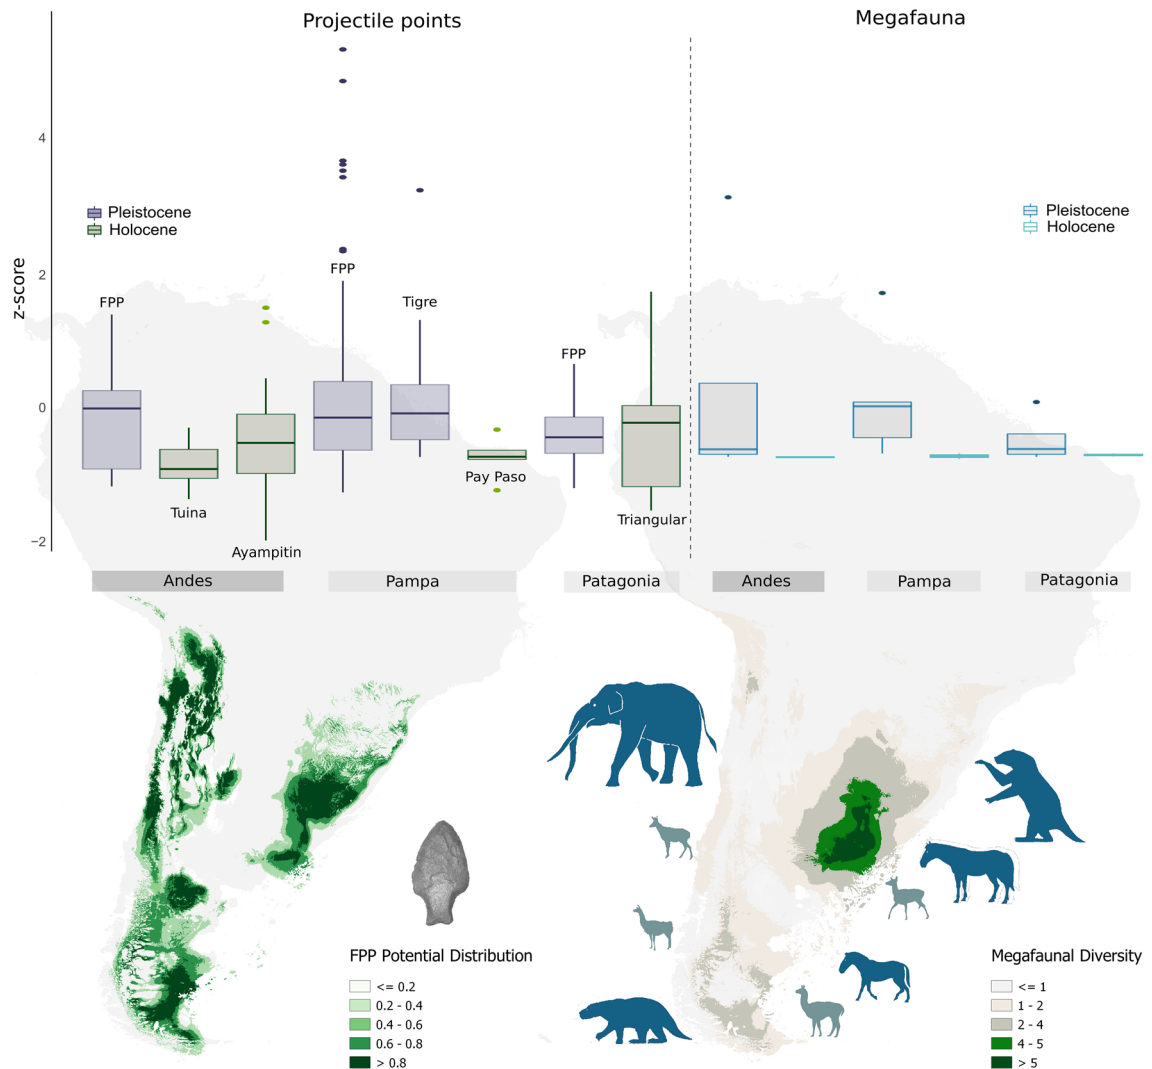 Projectile points
Megafauna
z-score
4
2
0
−2
Pleistocene
Holocene
Pleistocene
Holocene
FPP
Tuina
Ayampitin
FPP
Tigre
Pay Paso
FPP
Triangular
Andes
Pampa
Patagonia
Andes
Pampa
Patagonia
FPP Potential Distribution
<= 0.2
0.2 - 0.4
0.4 - 0.6
0.6 - 0.8
> 0.8
Megafaunal Diversity
<= 1
1 - 2
2 - 4
4 - 5
> 5